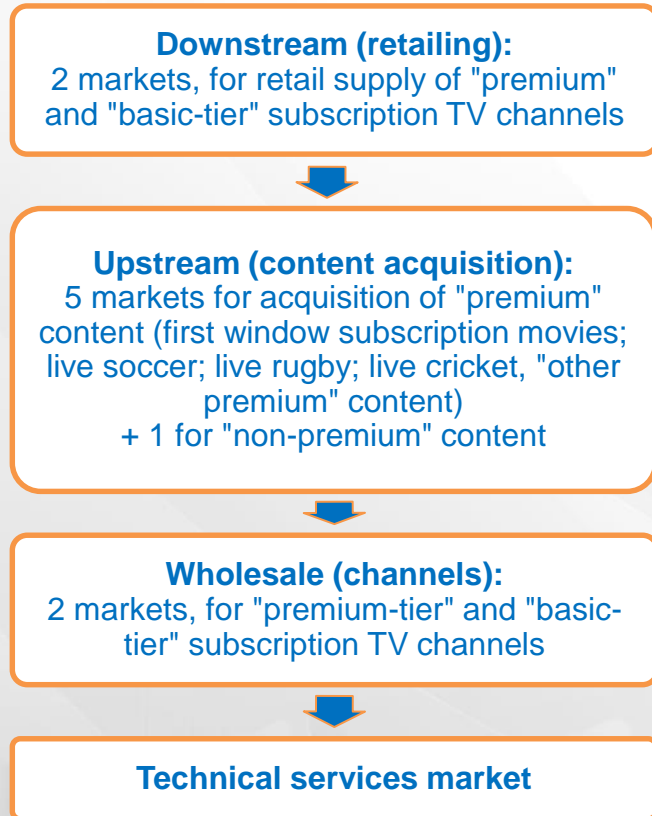 Downstream (retailing):
2 markets, for retail supply of "premium"
and "basic-tier" subscription TV channels
Upstream (content acquisition):
5 markets for acquisition of "premium"
content (first window subscription movies;
live soccer; live rugby; live cricket, "other
premium" content)
+ 1 for "non-premium" content
Wholesale (channels):
2 markets, for "premium-tier" and "basic-
tier" subscription TV channels
Technical services market